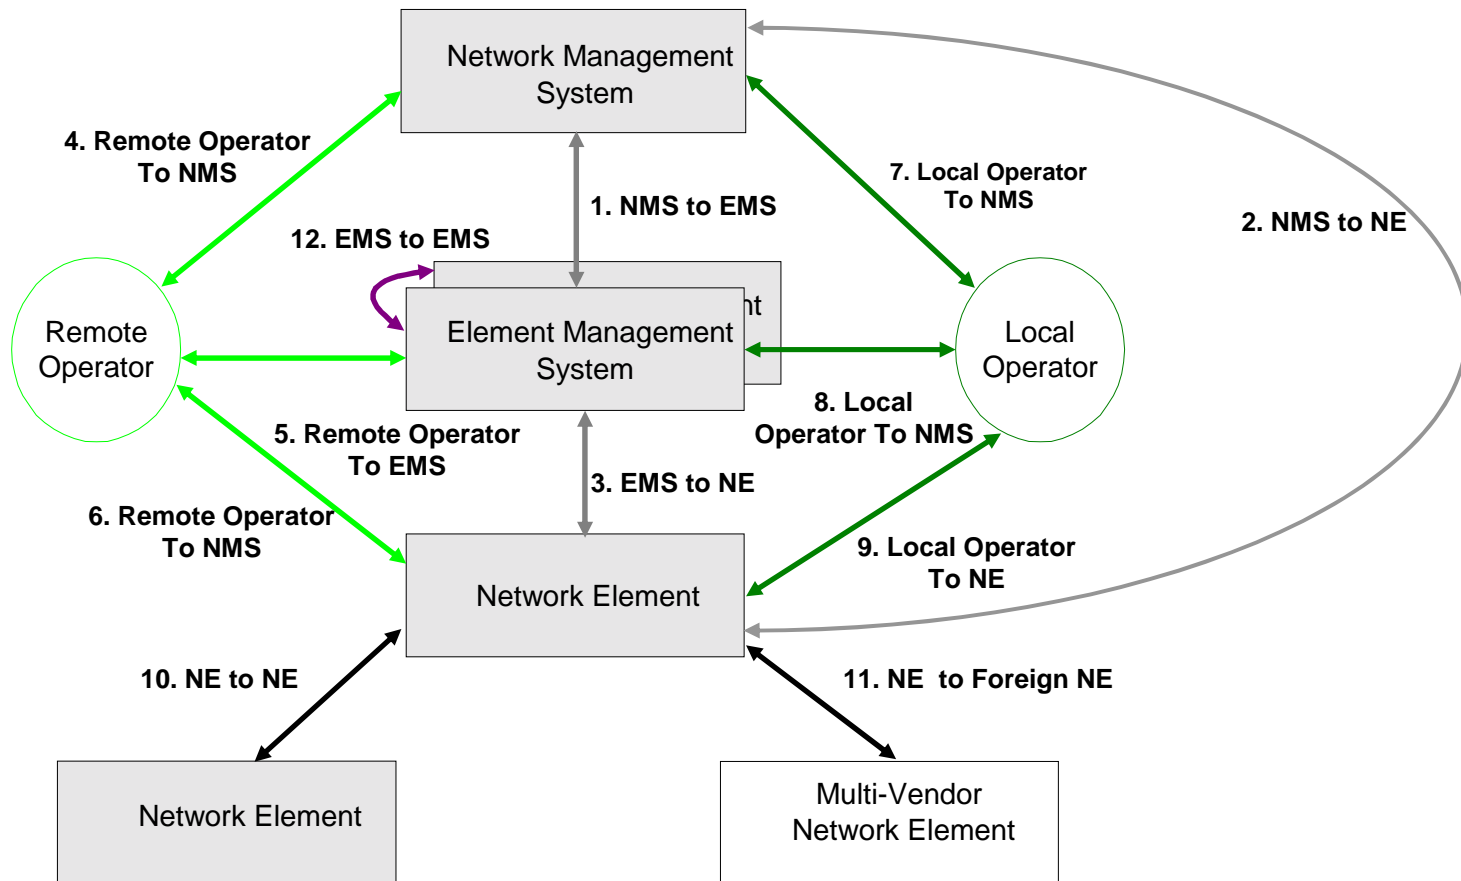 Network Management
System
4. Remote Operator
To NMS
7. Local Operator
To NMS
1. NMS to EMS
2. NMS to NE
12. EMS to EMS
nt
Element Management
System
Remote
Operator
Local
Operator
8. Local
Operator To NMS
5. Remote Operator
To EMS
3. EMS to NE
6. Remote Operator
To NMS
9. Local Operator
To NE
Network Element
10. NE to NE
11. NE  to Foreign NE
Network Element
Multi-Vendor
Network Element